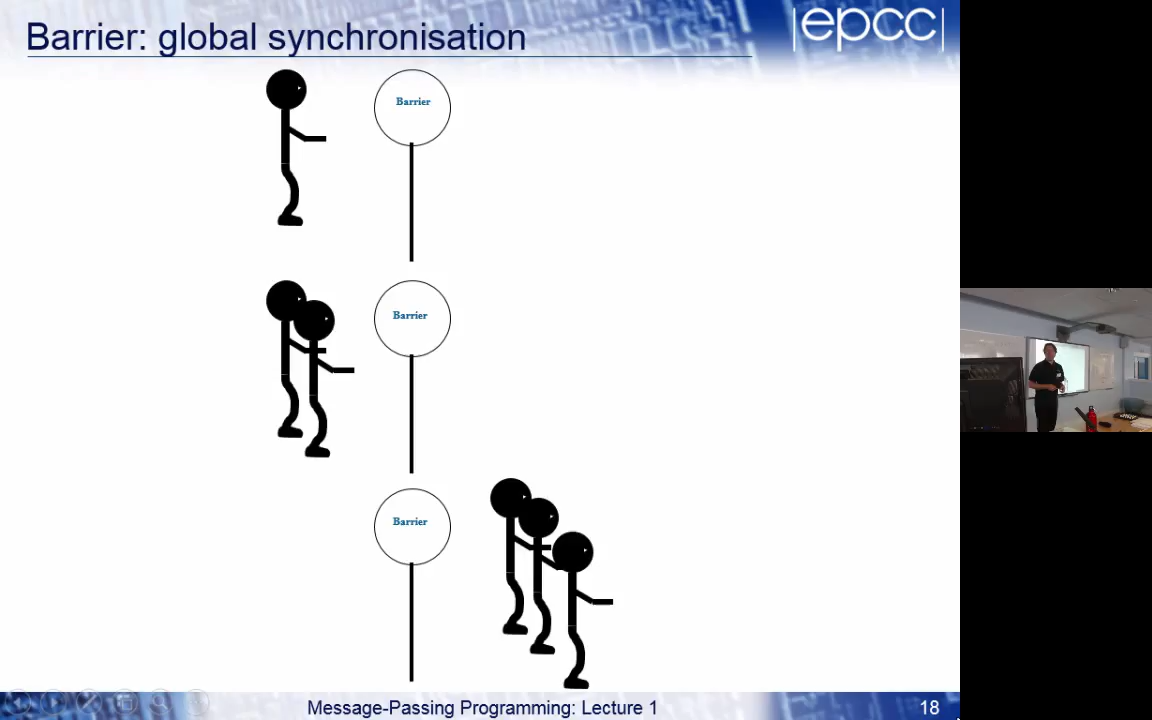 Barrier: global synchronisation
|epcc|
Barrier
Barrier
Barrier
Message-Passing Programming: Lecture 1
18